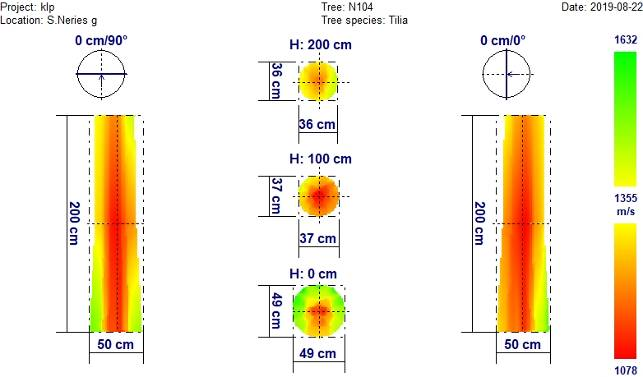 Project: klp
Tree: N104
Date: 2019-08-22
Location: S.Neries g
Tree species: Tilia
0 cm/90°
H: 200 cm
0 cm/0°
1632
36 cm
36 cm
H: 100 cm
37 cm
37 cm
200 cm
200 cm
1355
m/s
H: 0 cm
49 cm
49 cm
50 cm
50 cm
1078